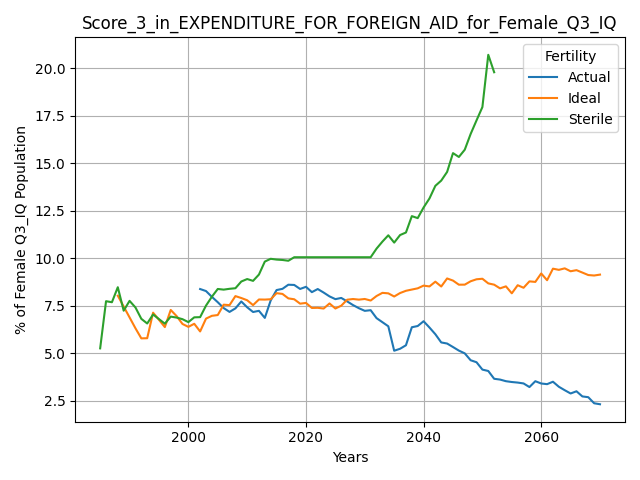 Score_3_in_EXPENDITURE_FOR_FOREIGN_AID_for_Female_Q3_IQ
Fertility
Actual
Ideal
Sterile
% of Female Q3_IQ Population
20.0
17.5
15.0
12.5
10.0
7.5
5.0
2.5
2000
2020
2040
2060
Years